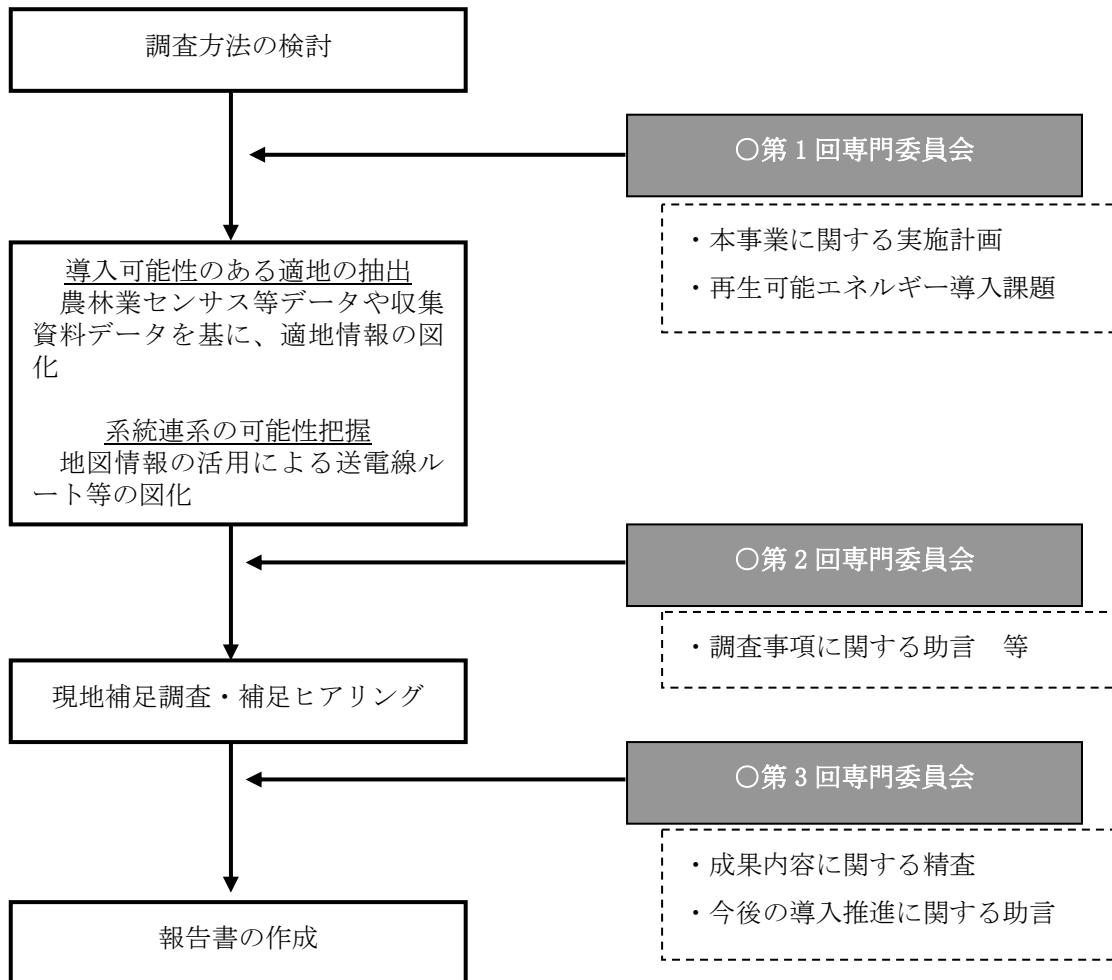 調査方法の検討
〇第1回専門委員会
・本事業に関する実施計画
・再生可能エネルギー導入課題
導入可能性のある適地の抽出
農林業センサス等データや収集
資料データを基に、適地情報の図
化
系統連系の可能性把握
地図情報の活用による送電線ル
ート等の図化
〇第2回専門委員会
・調査事項に関する助言　等
現地補足調査・補足ヒアリング
〇第3回専門委員会
・成果内容に関する精査
・今後の導入推進に関する助言
報告書の作成